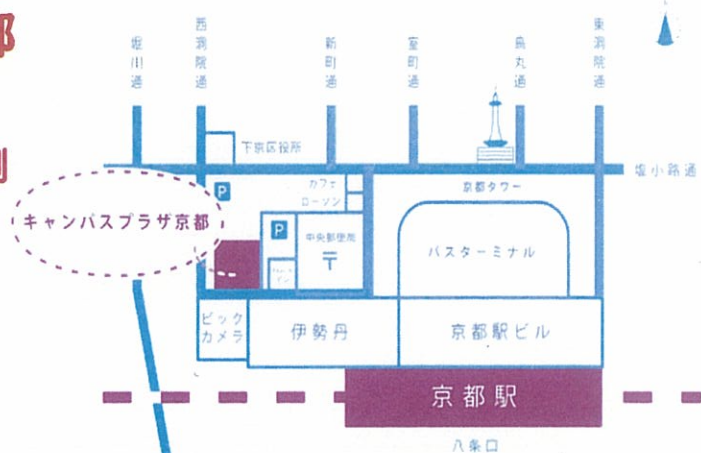 都
堀川通
西洞院通
新町通
室町通
烏丸通
東洞院通
下京区役所
塩小路通
P
カフェ
ローソン
京都タワー
キャンパスプラザ京都
P
中央郵便局
〒
バスターミナル
ビック
カメラ
伊勢丹
京都駅ビル
京都駅
八条口